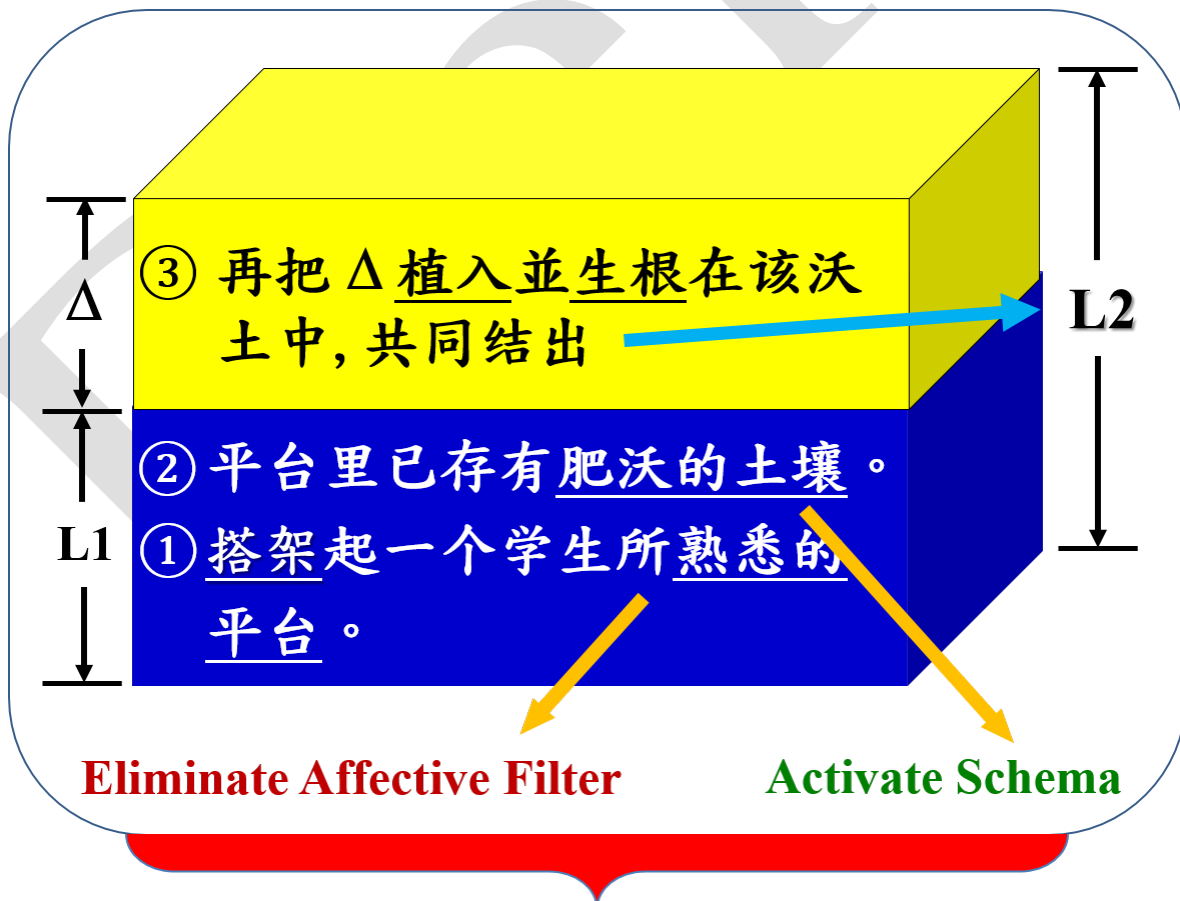 ③ 再把 Δ 植入並生根在该沃
土中, 共同结出
Δ
L2
② 平台里已存有肥沃的土壤。
① 搭架起一个学生所熟悉的
平台。
L1
Eliminate Affective Filter
Activate Schema